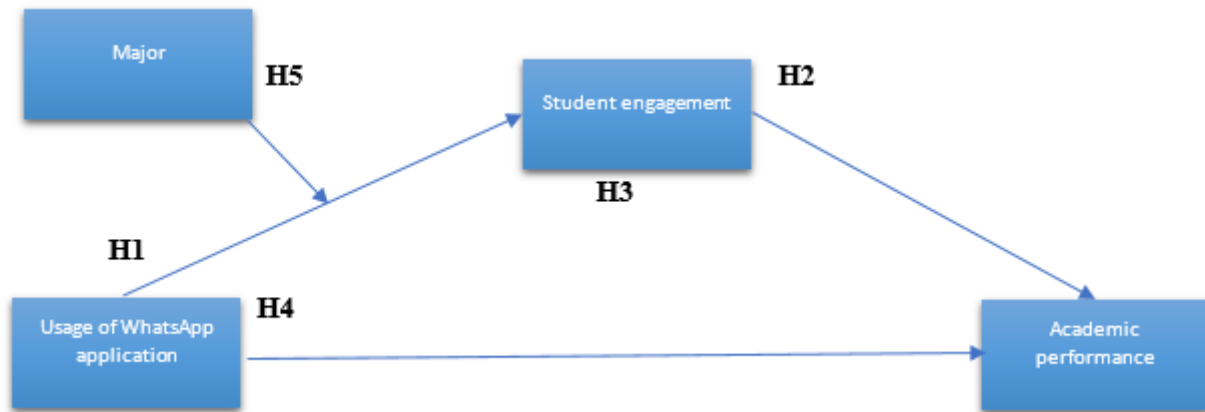 Major
H5
Student engagement
H2
H3
H1
H4
Usage of WhatsApp
application
Academic
performance